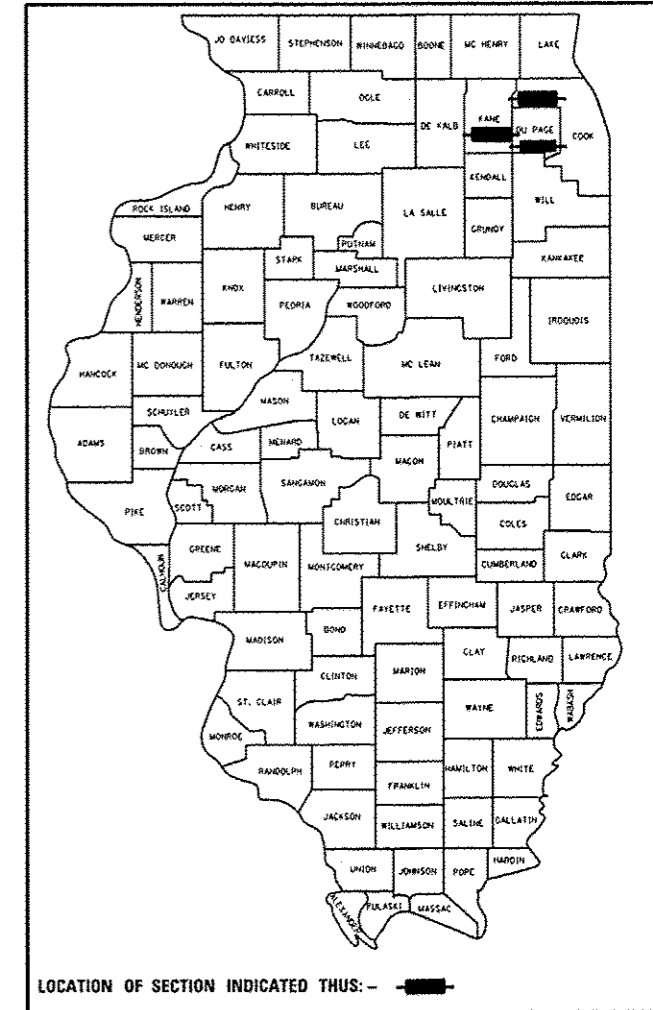 JO DAVIESS STEPHENSON WINNEBAGO BOONE MC HENRY LAKE
CARROLL OGLE
DE KALB KANE DU PAGE COOK
WHITESIDE LEE
KENDALL
WILL
ROCK ISLAND HENRY BUREAU LA SALLE GRUNDY
MERCER PUTNAM
STARK MARSHALL KANKAKEE
HENDERSON WARREN KNOX PEORIA WOODFORD LIVINGSTON
IROQUOIS
HANCOCK MC DONOUGH FULTON TAZEWELL MC LEAN FORD
SCHUYLER MASON LOGAN DE WITT CHAMPAIGN VERMILION
ADAMS BROWN CASS MENARD MACON PIATT
PIKE SCOTT MORGAN SANGAMON CHRISTIAN MOULTRIE DOUGLAS EDGAR
COLES
CALHOUN GREENE MACOUPIN MONTGOMERY SHELBY CUMBERLAND CLARK
JERSEY FAYETTE EFFINGHAM JASPER CRAWFORD
MADISON BOND CLAY RICHLAND LAWRENCE
CLINTON MARION
ST. CLAIR WAYNE EDWARDS WABASH
MONROE WASHINGTON JEFFERSON
RANDOLPH PERRY FRANKLIN HAMILTON WHITE
JACKSON WILLIAMSON SALINE GALLATIN
UNION JOHNSON POPE HARDIN
ALEXANDER PULASKI MASSAC
LOCATION OF SECTION INDICATED THUS: -